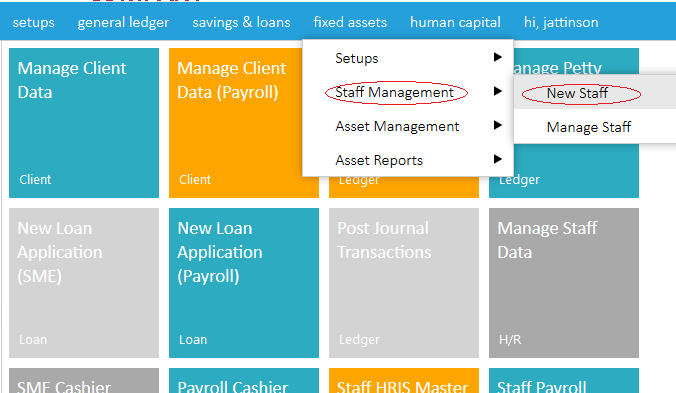 setups general ledger savings & loans fixed assets human capital hi, jattinson
Setups
Staff Management
Asset Management
Asset Reports
New Staff
Manage Staff
Manage Client
Data
Client
Manage Client
Data (Payroll)
Client
Ledger
anage Petty
Ledger
New Loan
Application
(SME)
Loan
New Loan
Application
(Payroll)
Loan
Post Journal
Transactions
Ledger
Manage Staff
Data
H/R
SME Cashier
Payroll Cashier
Staff HRIS Master
Staff Payroll